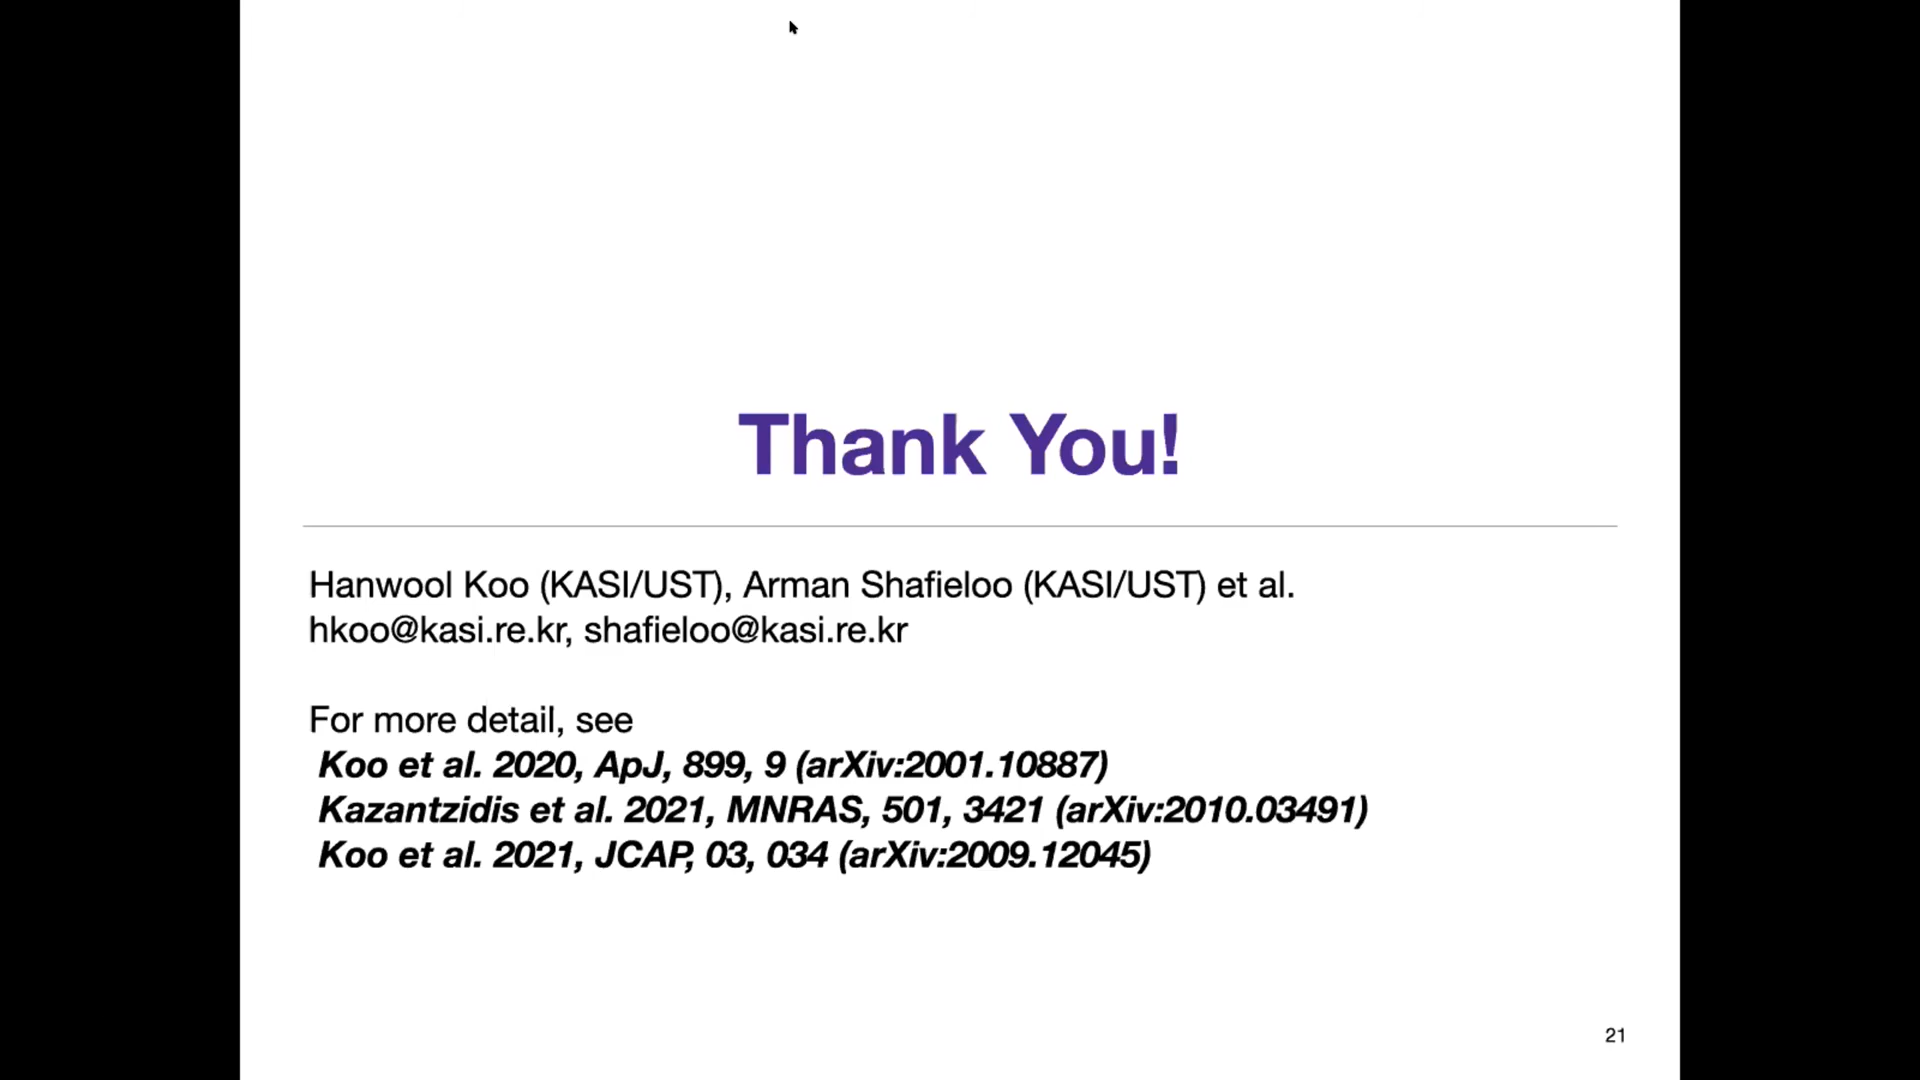 Thank You!
Hanwool Koo (KASI/UST), Arman Shafieloo (KASI/UST) et al.
hkoo@kasi.re.kr, shafieloo@kasi.re.kr
For more detail, see
Koo et al. 2020, ApJ, 899, 9 (arXiv:2001.10887)
Kazantzidis et al. 2021, MNRAS, 501, 3421 (arXiv:2010.03491)
Koo et al. 2021, JCAP, 03, 034 (arXiv:2009.12045)
21